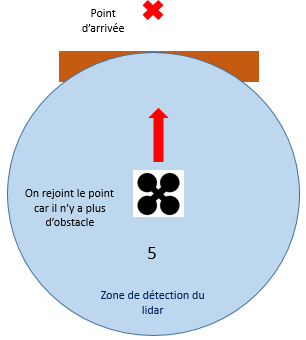 Point
d'arrivée
On rejoint le point
car il n'y a plus
d'obstacle
5
Zone de détection du
lidar